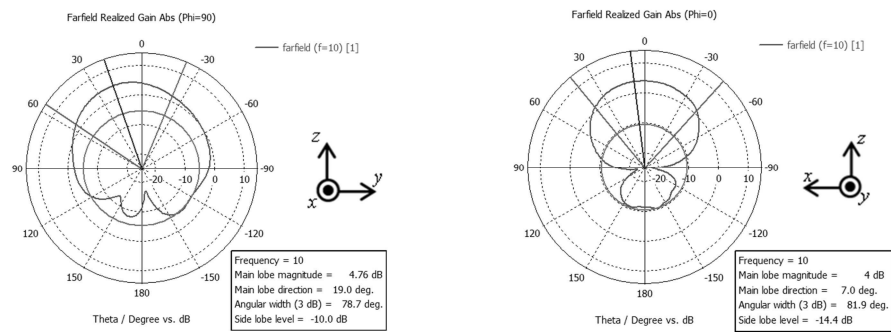 Farfield Realized Gain Abs (Phi=90)
0
30
-30
60
-60
90
-90
120
-120
150
-150
180
-20
-10
0
10
farfield (f=10) [1]
z
y
x
Theta / Degree vs. dB
Frequency = 10
Main lobe magnitude = 4.76 dB
Main lobe direction = 19.0 deg.
Angular width (3 dB) = 78.7 deg.
Side lobe level = -10.0 dB
Farfield Realized Gain Abs (Phi=0)
0
30
-30
60
-60
90
-90
120
-120
150
-150
180
-20
-10
0
10
farfield (f=10) [1]
z
x
y
Theta / Degree vs. dB
Frequency = 10
Main lobe magnitude = 4 dB
Main lobe direction = 7.0 deg.
Angular width (3 dB) = 81.9 deg.
Side lobe level = -14.4 dB